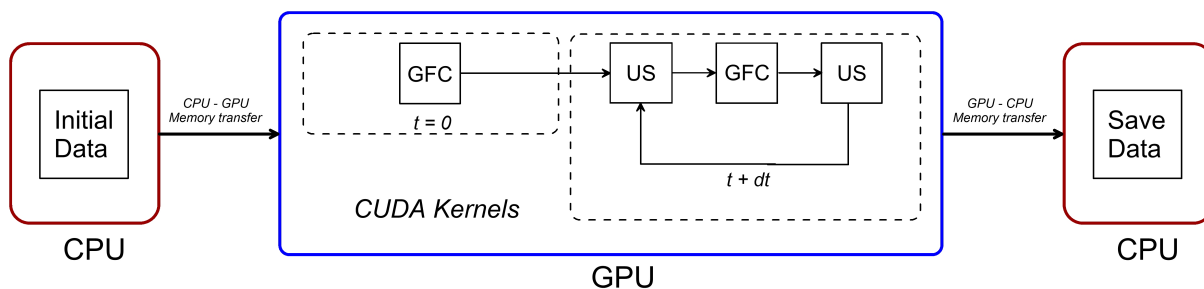 Initial
Data
CPU
CPU - GPU
Memory transfer
GFC
t = 0
US
GFC
US
t + dt
CUDA Kernels
GPU
GPU - CPU
Memory transfer
Save
Data
CPU